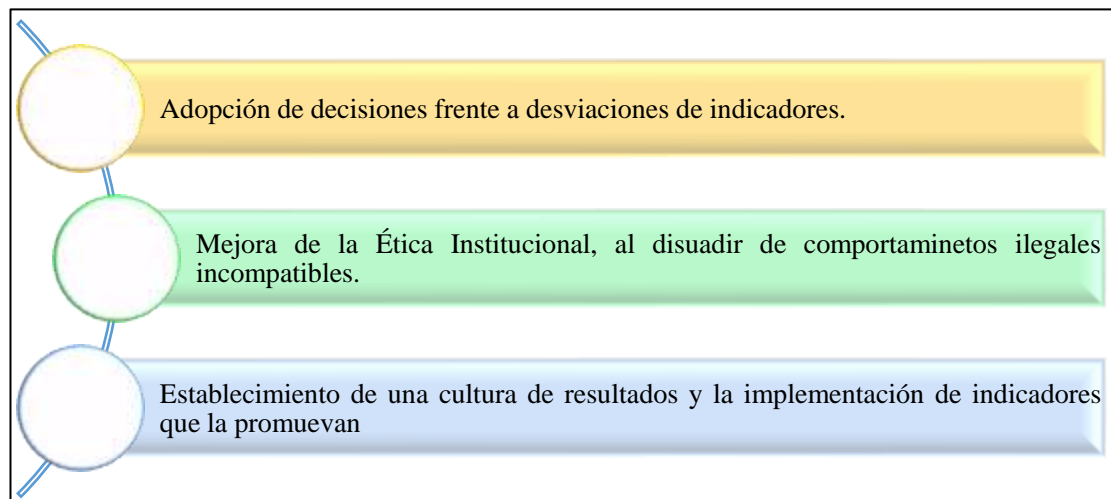 Adopción de decisiones frente a desviaciones de indicadores.
Mejora de la Ética Institucional, al disuadir de comportaminetos ilegales
incompatibles.
Establecimiento de una cultura de resultados y la implementación de indicadores
que la promuevan